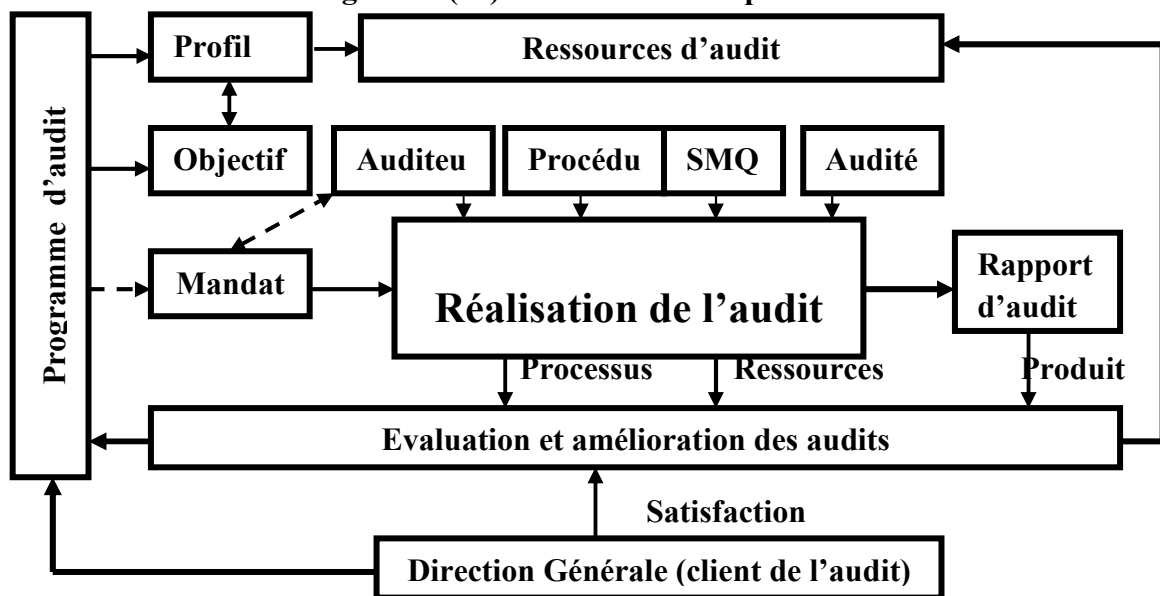 Profil
Ressources d’audit
Programme d’audit
Objectif
Auditeu
Procédu
SMQ
Audité
Mandat
Réalisation de l’audit
Rapport
d’audit
Processus
Ressources
Produit
Evaluation et amélioration des audits
Satisfaction
Direction Générale (client de l’audit)